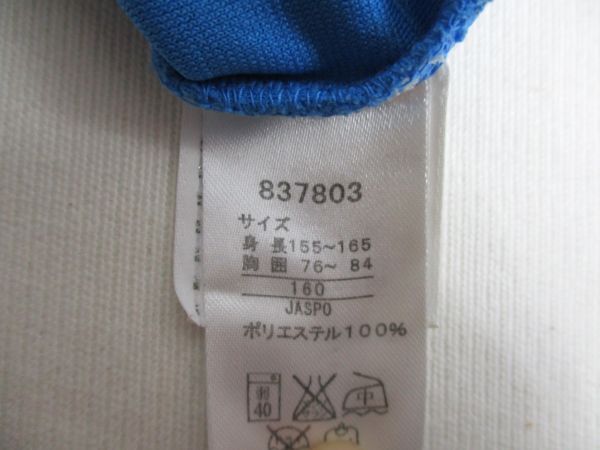 837803
サイズ
身長155~165
胸囲 76~ 84
160
JASPO
ポリエステル100%
弱 中
40